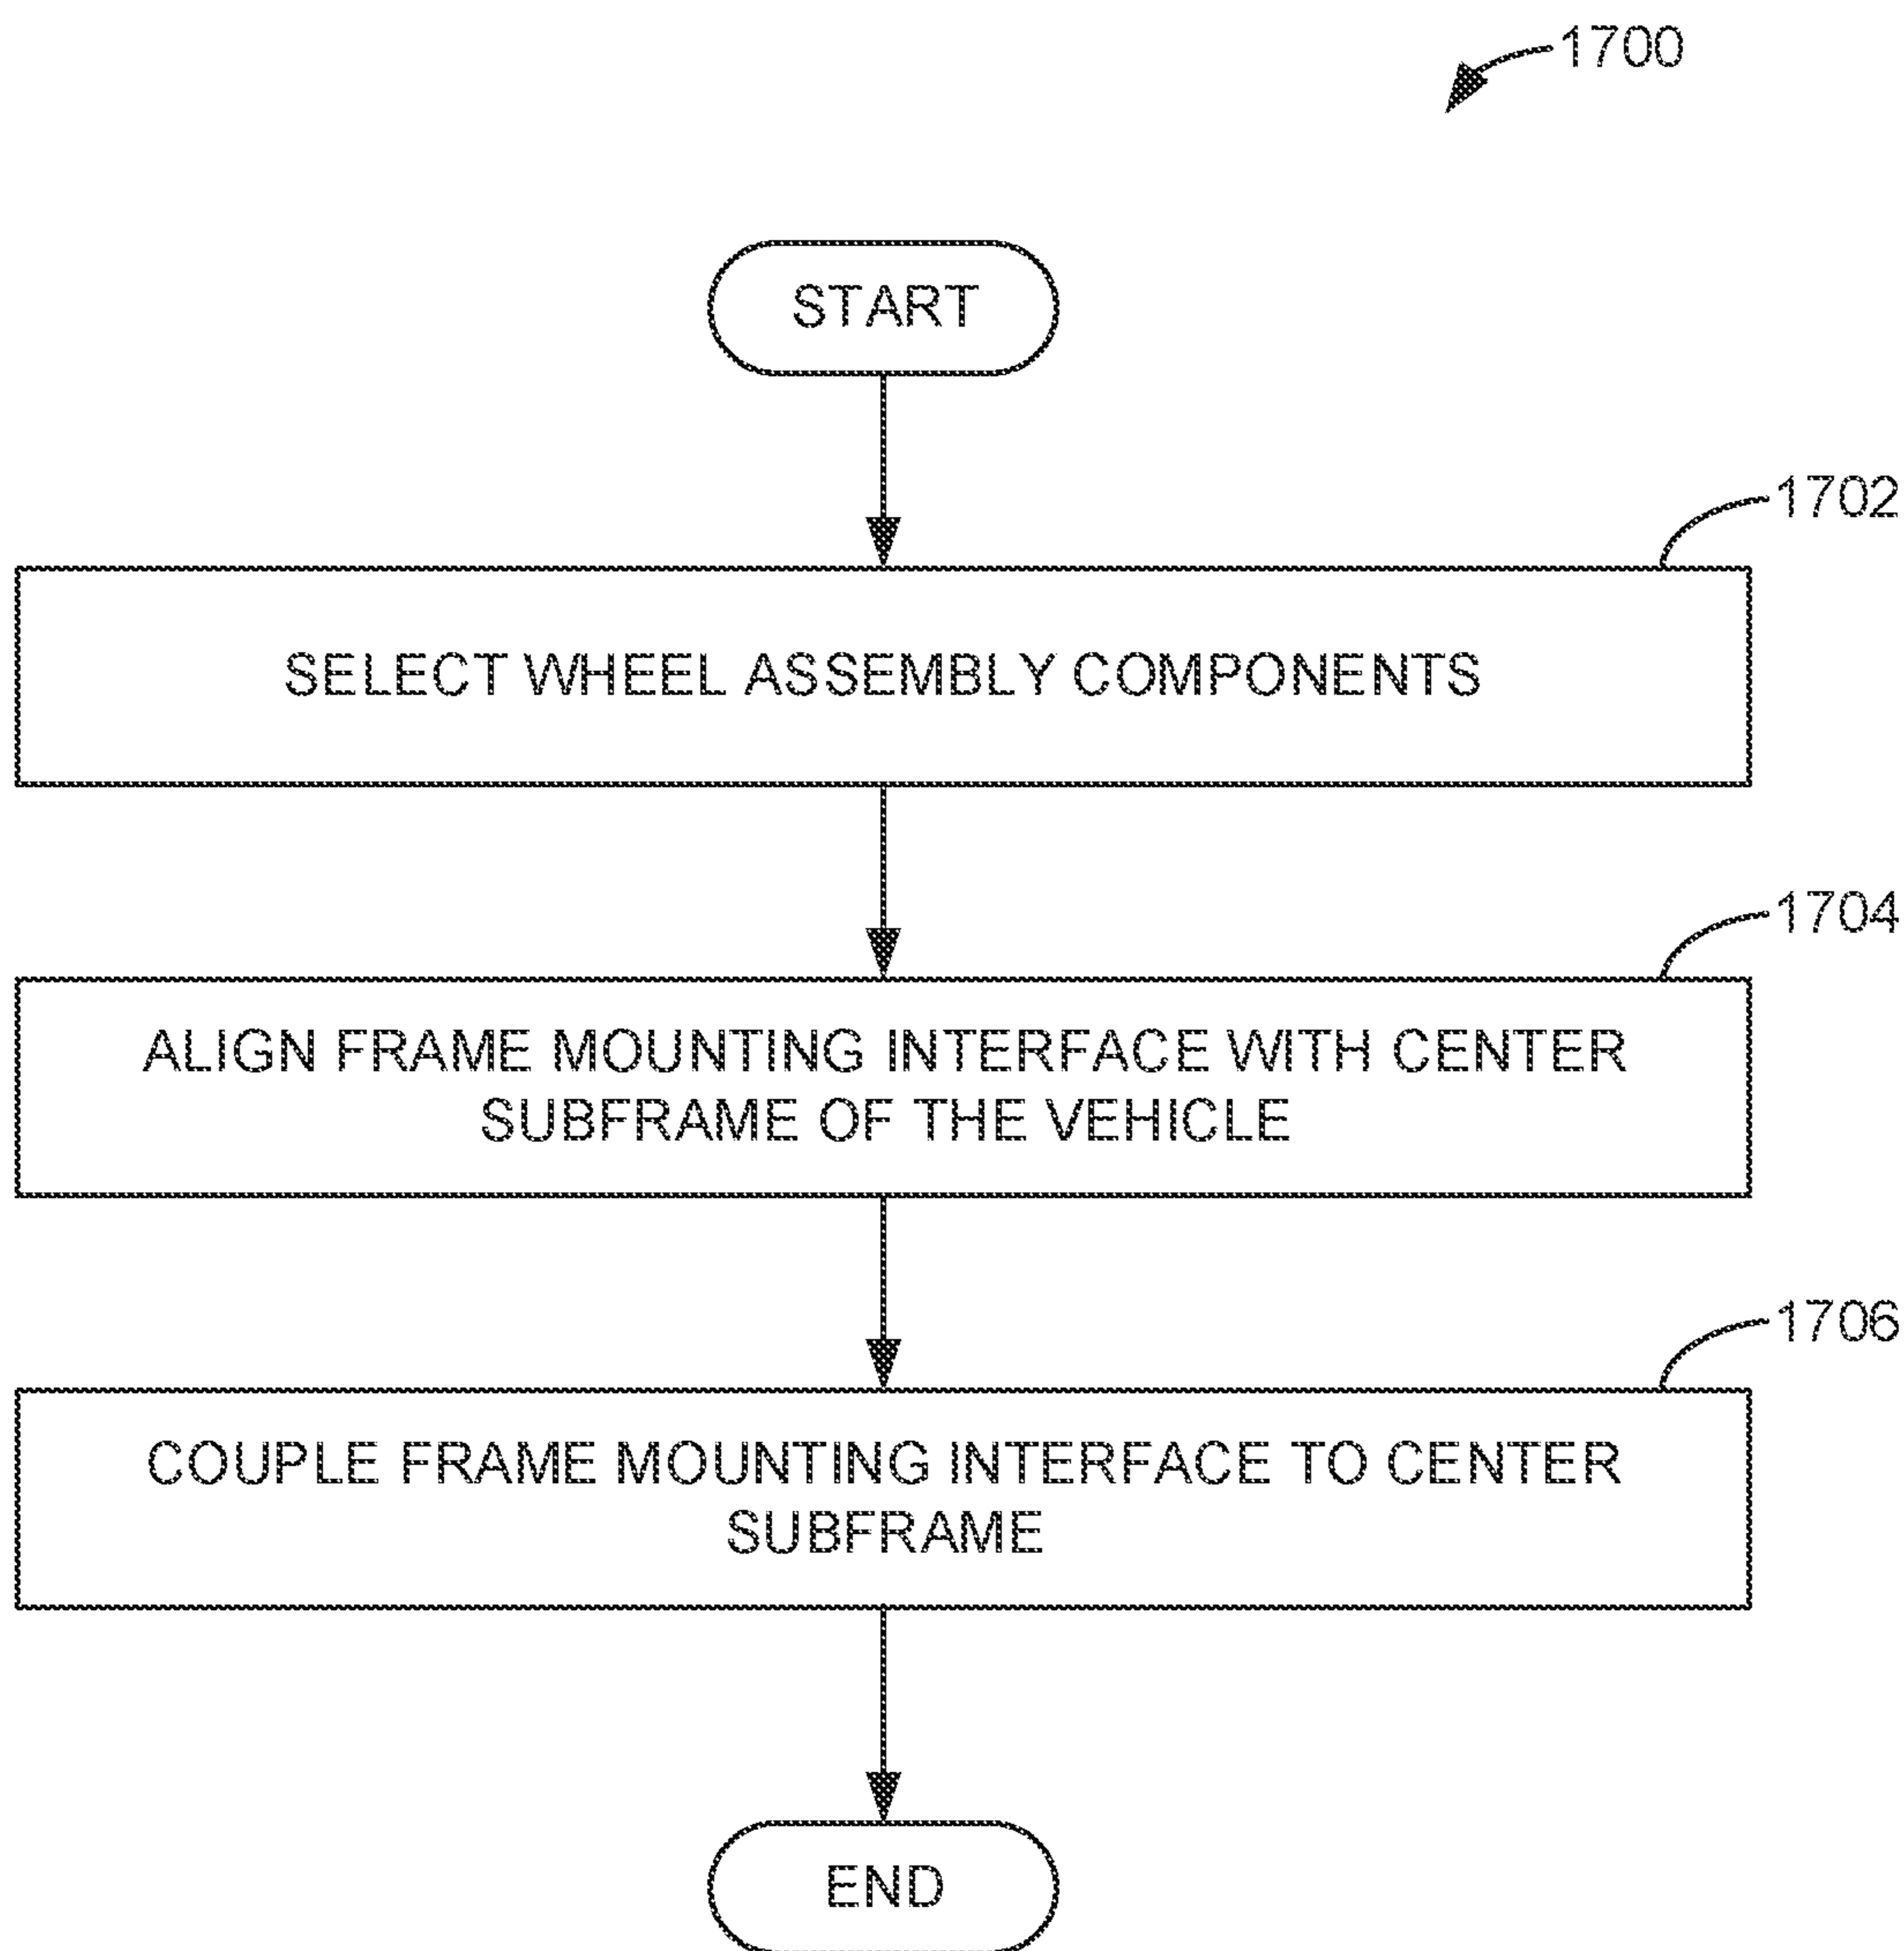 1700
START
1702
SELECT WHEEL ASSEMBLY COMPONENTS
1704
ALIGN FRAME MOUNTING INTERFACE WITH CENTER
SUBFRAME OF THE VEHICLE
1706
COUPLE FRAME MOUNTING INTERFACE TO CENTER
SUBFRAME
END